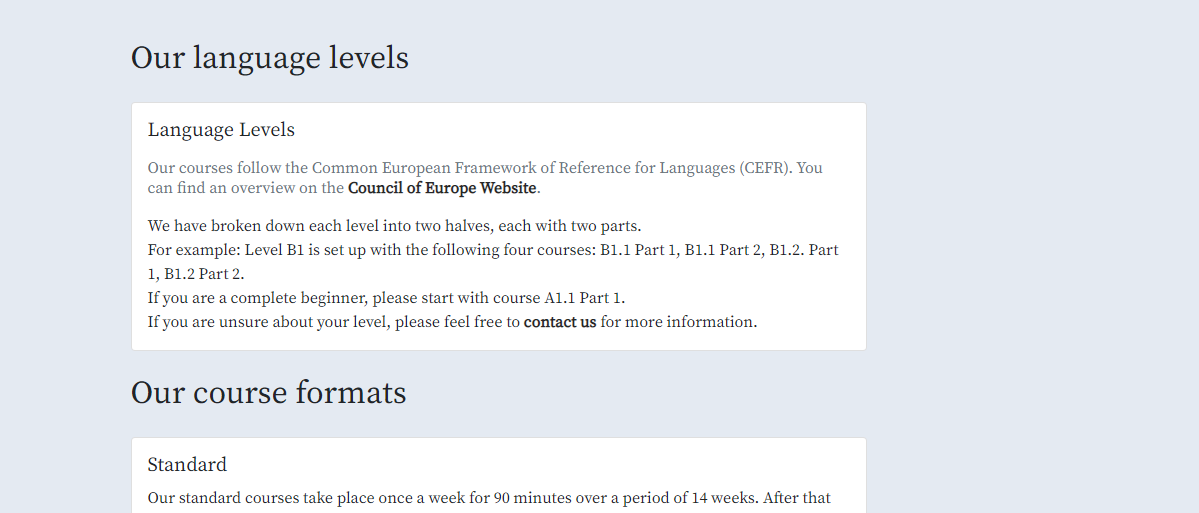 Our language levels
Language Levels
Our courses follow the Common European Framework of Reference for Languages (CEFR). You
can find an overview on the Council of Europe Website.
We have broken down each level into two halves, each with two parts.
For example: Level B1 is set up with the following four courses: B1.1 Part 1, B1.1 Part 2, B1.2. Part
1, B1.2 Part 2.
If you are a complete beginner, please start with course A1.1 Part 1.
If you are unsure about your level, please feel free to contact us for more information.
Our course formats
Standard
Our standard courses take place once a week for 90 minutes over a period of 14 weeks. After that